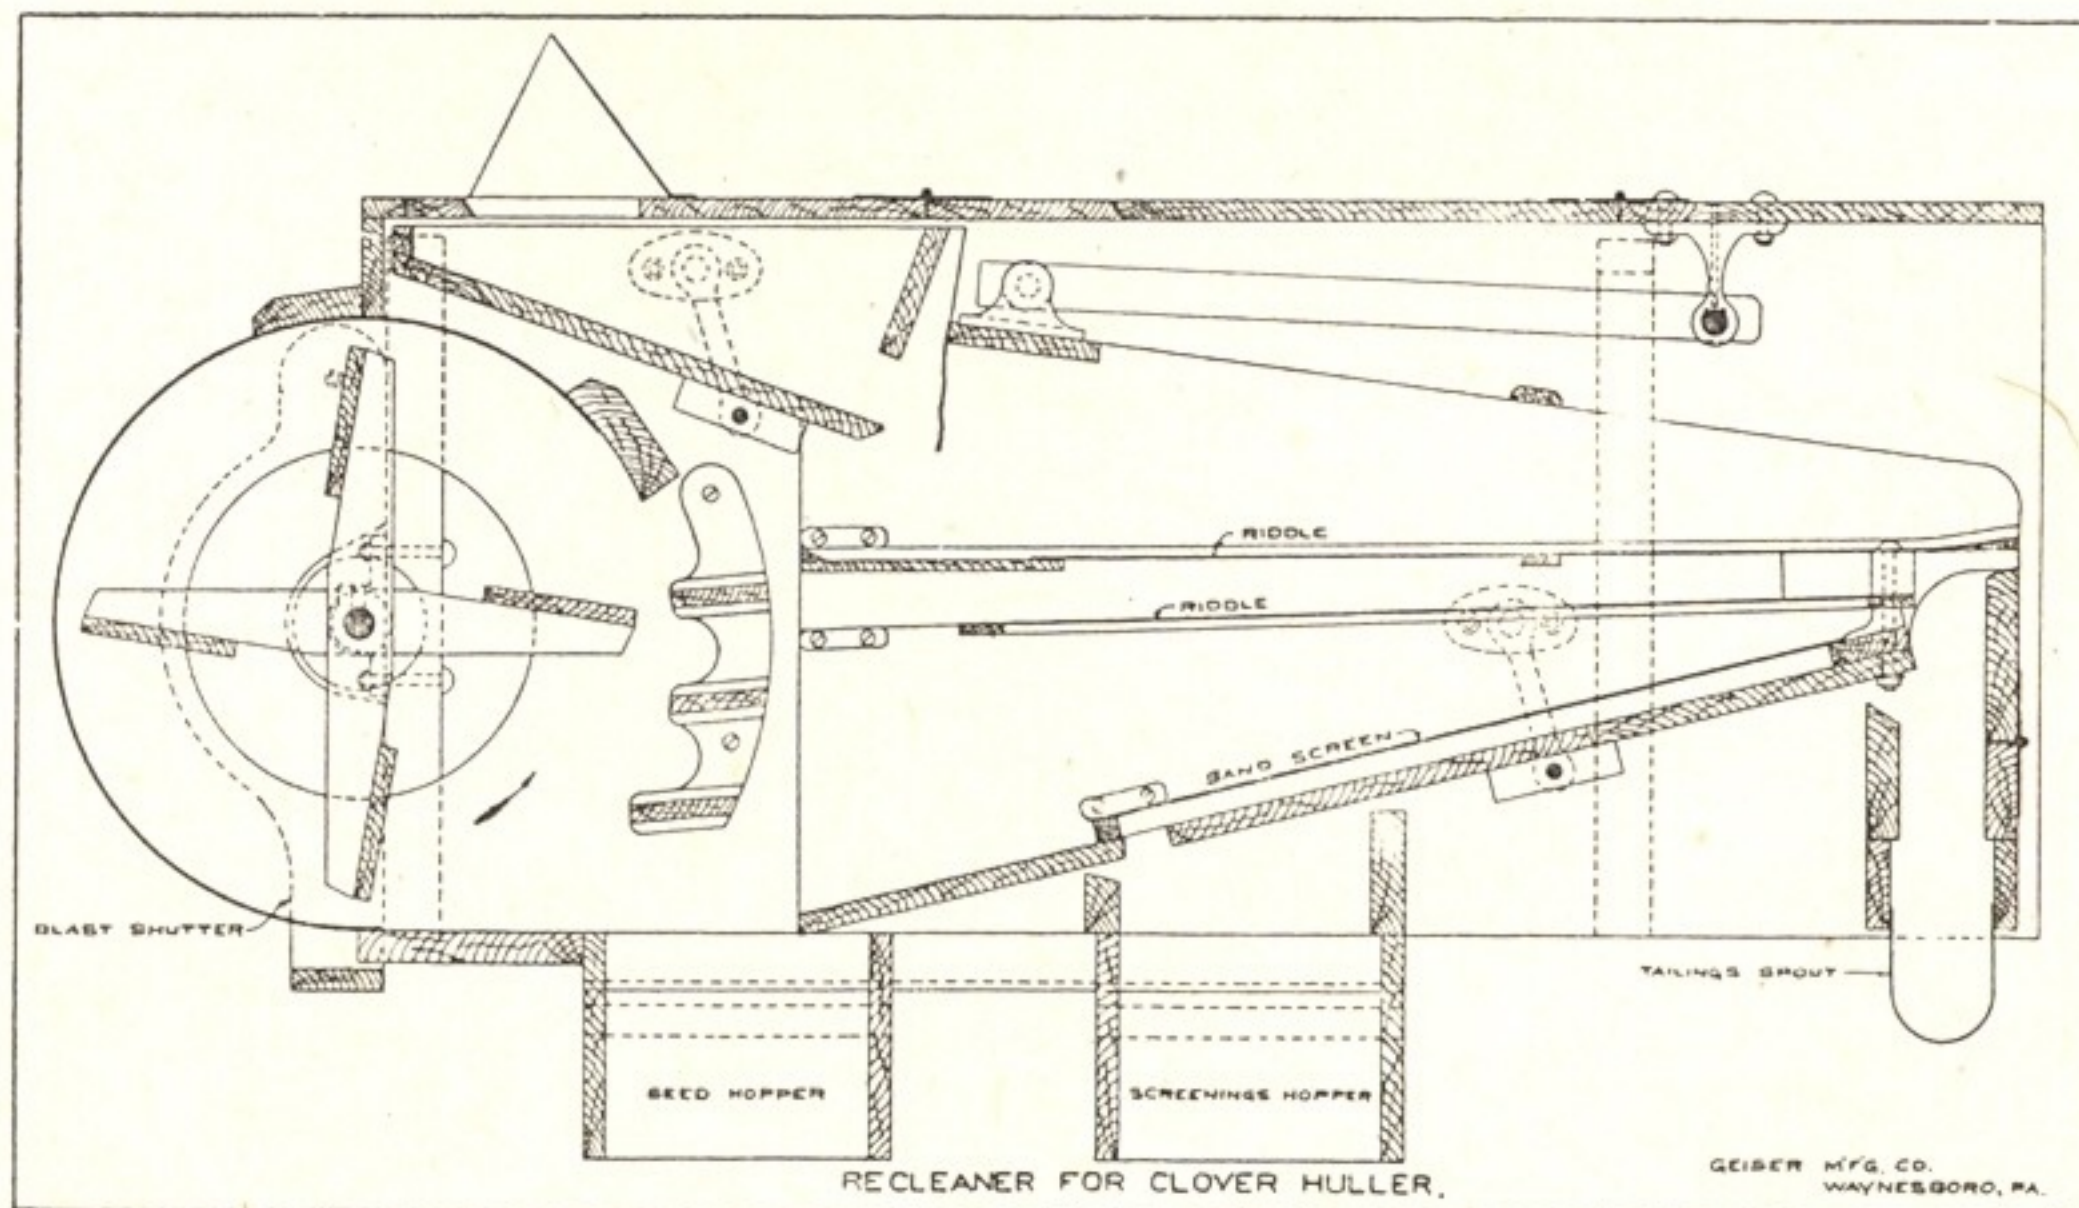 RIDDLE
RIDDLE
SAND SCREEN
BLAST SHUTTER
TAILINGS SPOUT
SEED HOPPER
SCREENINGS HOPPER
RECLEANER FOR CLOVER HULLER.
GEISER M'F'G. CO.
WAYNESBORO, PA.